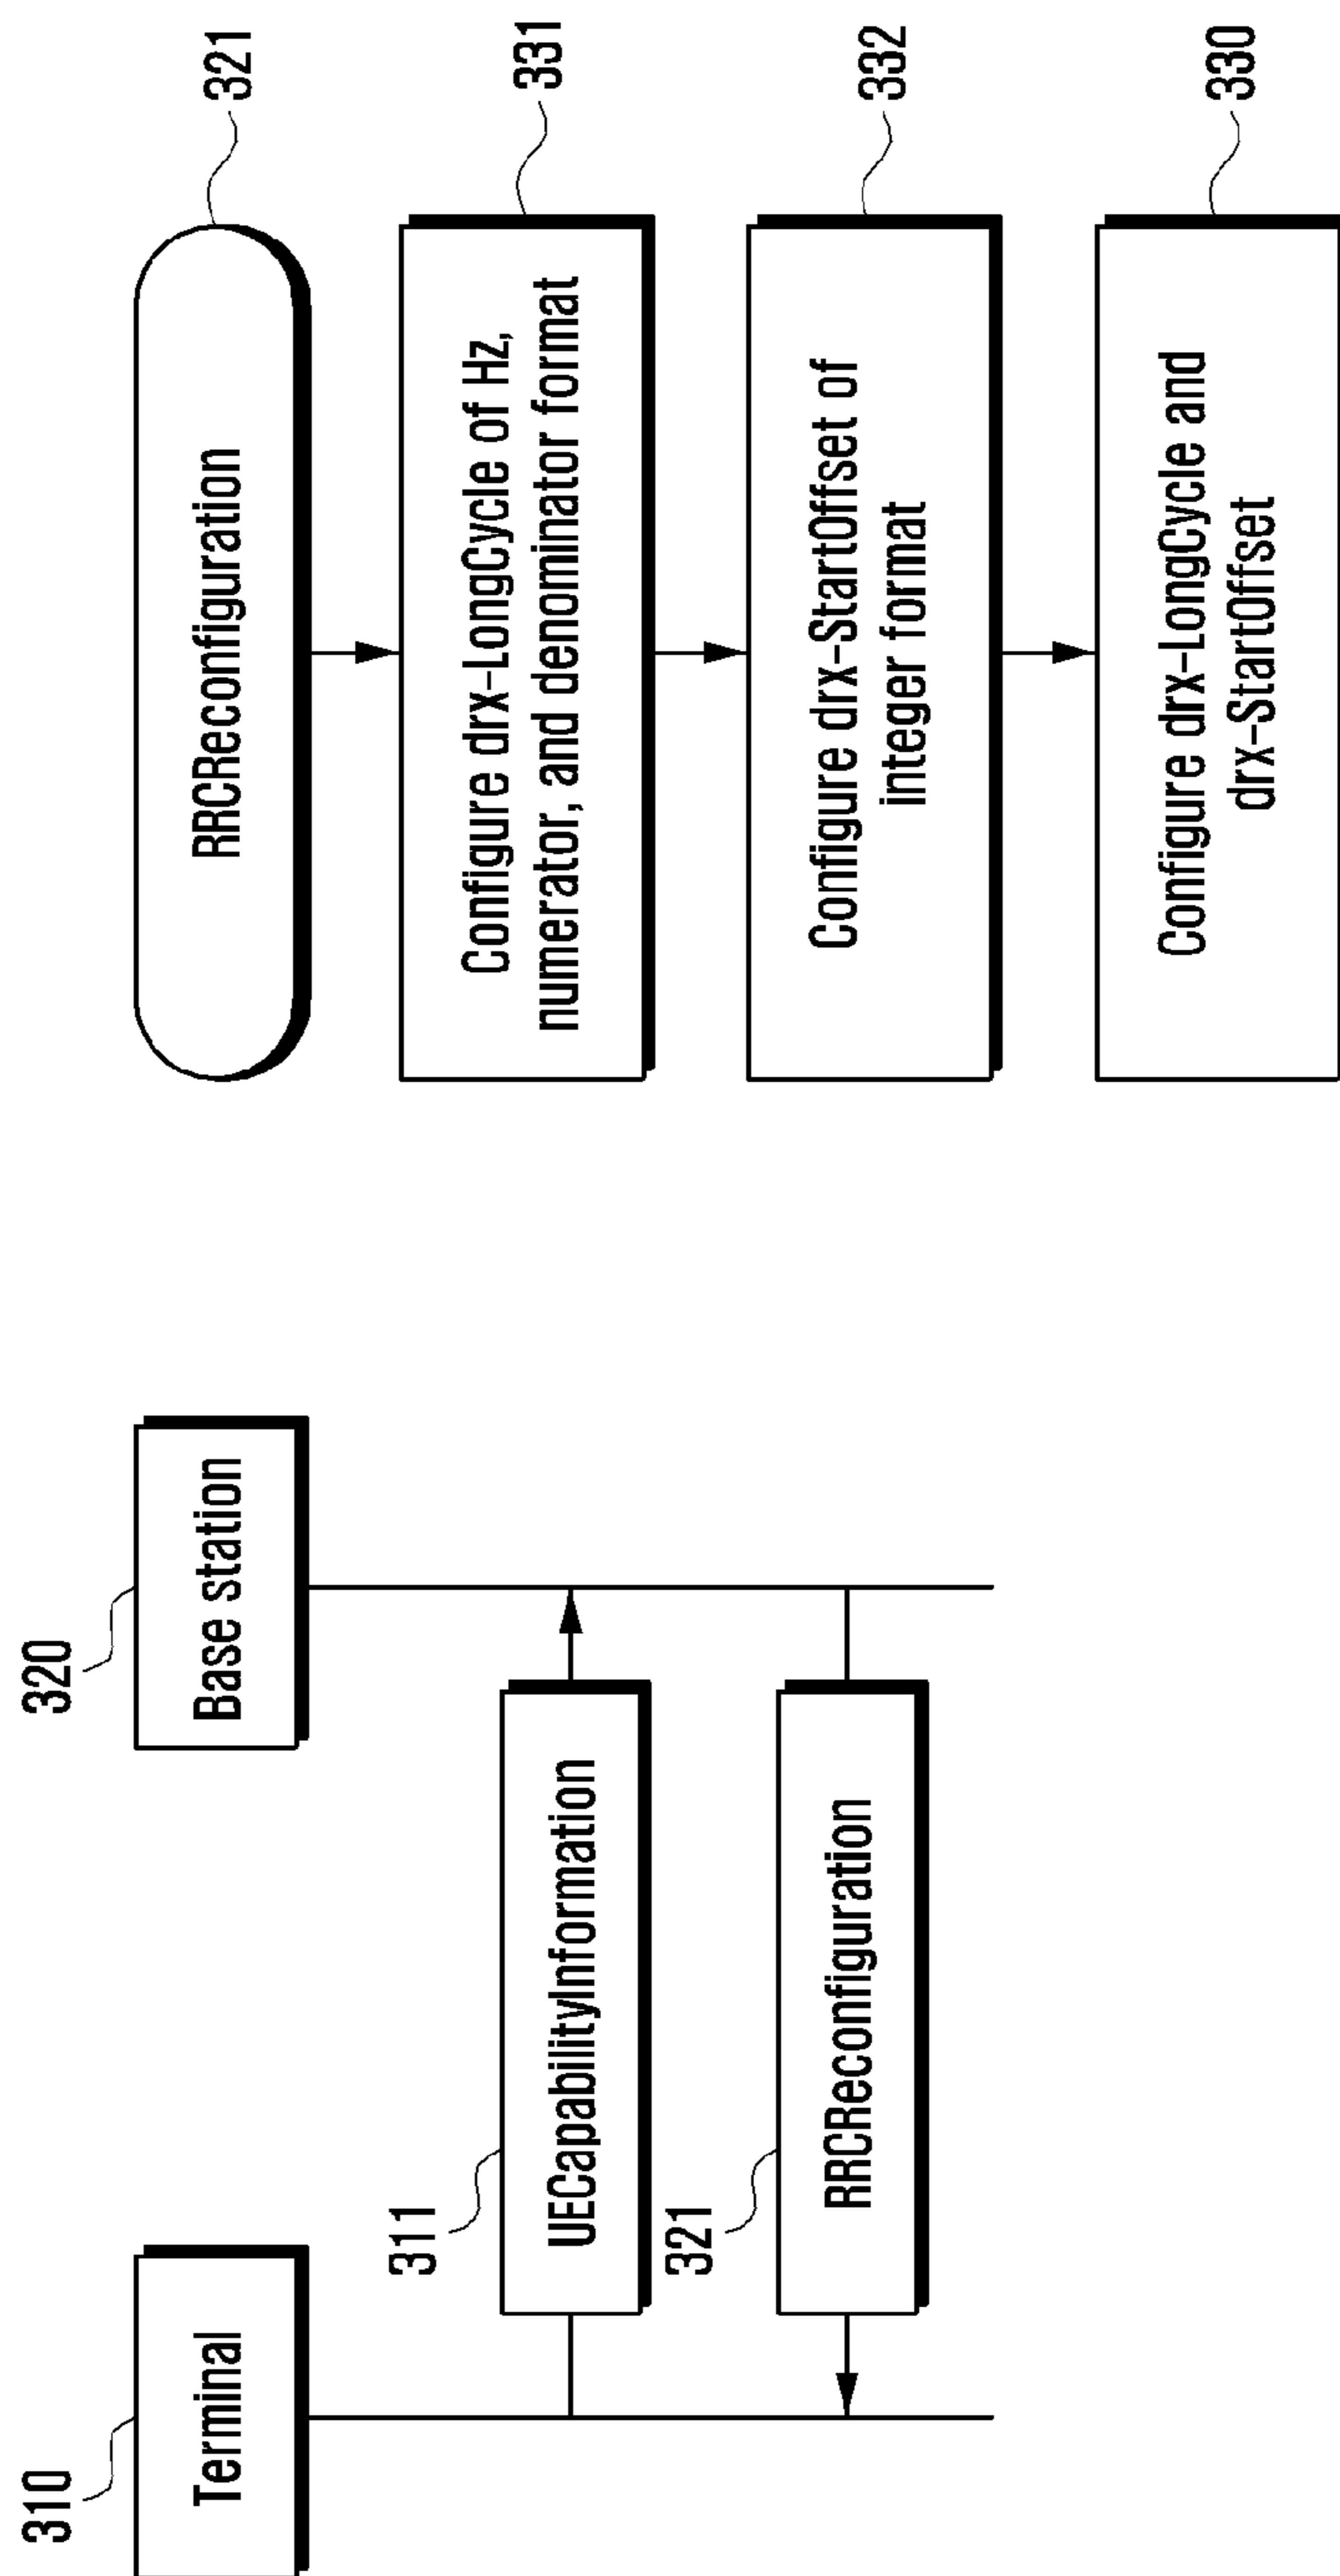 310
Terminal
320
Base station
311
UECapabilityInformation
321
RRCReconfiguration
RRCReconfiguration
321
Configure drx-LongCycle of Hz,
numerator, and denominator format
331
Configure drx-StartOffset of
integer format
332
Configure drx-LongCycle and
drx-StartOffset
330